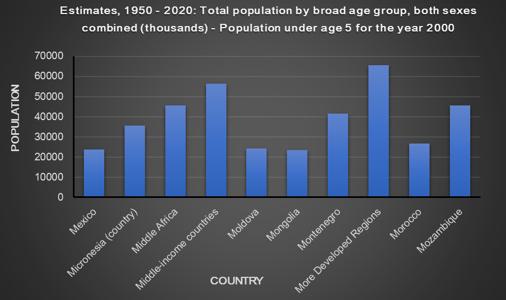 Estimates, 1950 - 2020: Total population by broad age group, both sexes
combined (thousands) - Population under age 5 for the year 2000
POPULATION
70000
60000
50000
40000
30000
20000
10000
0
Mexico
Micronesia (country)
Middle Africa
Middle-income countries
Moldova
Mongolia
Montenegro
More Developed Regions
Morocco
Mozambique
COUNTRY